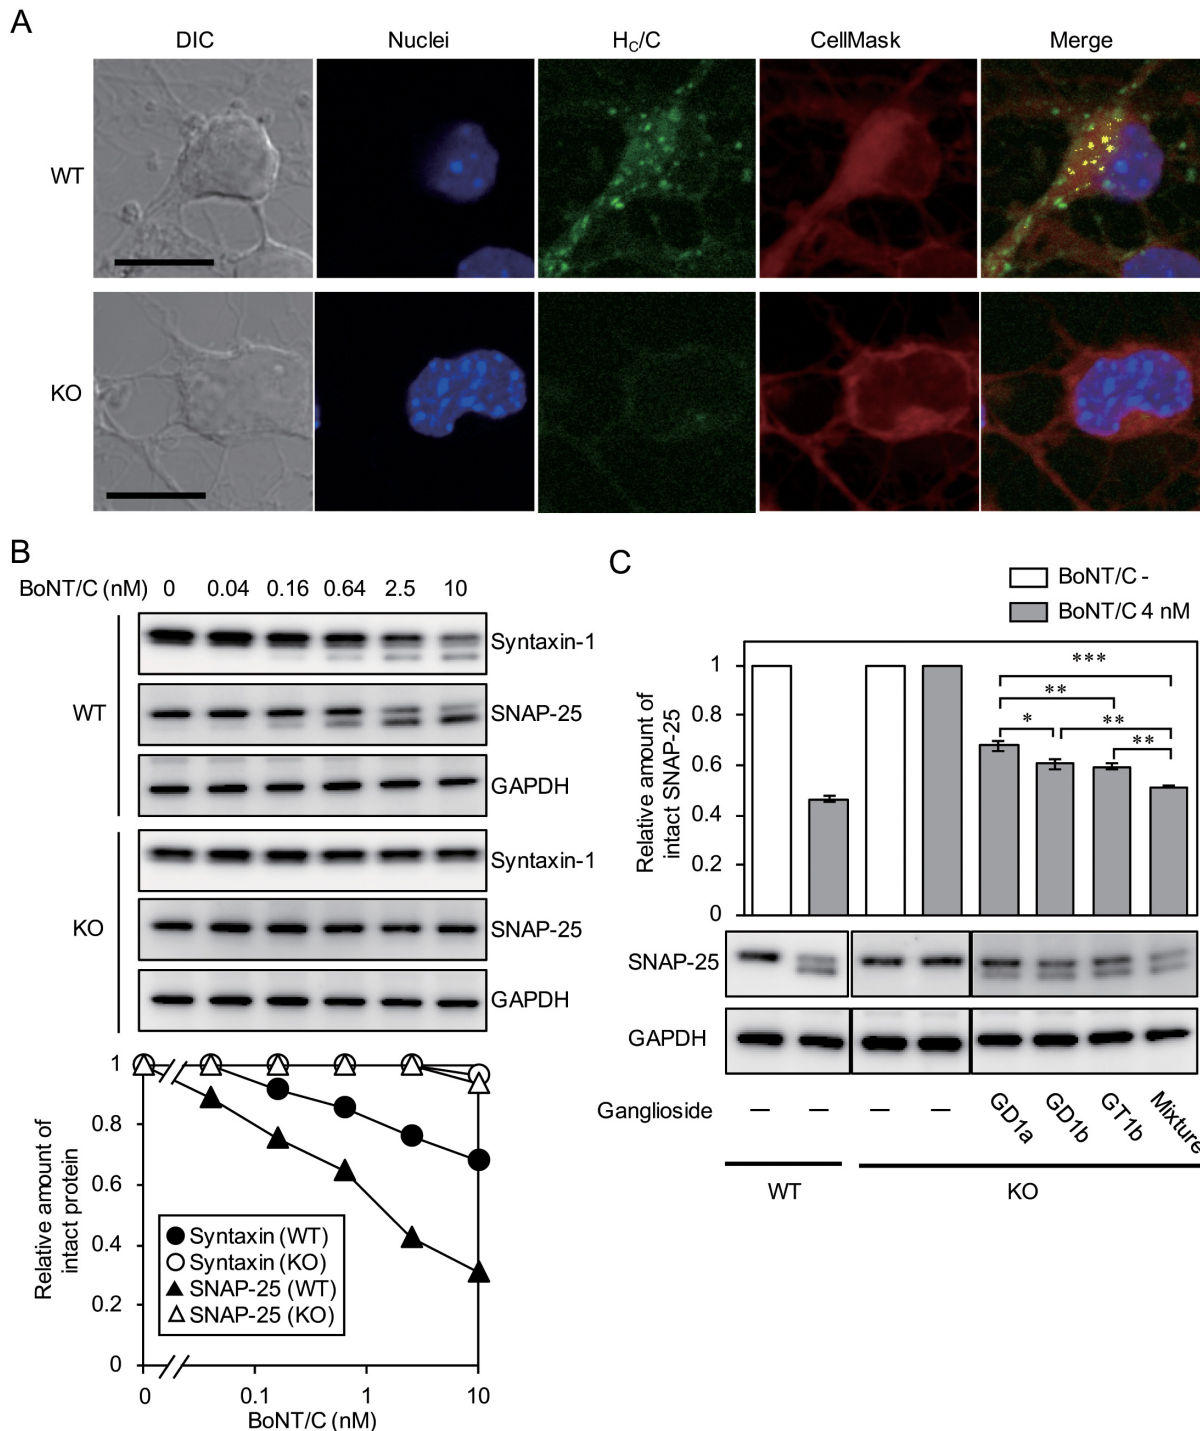 A
DIC Nuclei H_C/C CellMask Merge
WT
KO
B
BoNT/C (nM) 0 0.04 0.16 0.64 2.5 10
WT
Syntaxin-1
SNAP-25
GAPDH
KO
Syntaxin-1
SNAP-25
GAPDH
Relative amount of
intact protein
1
0.8
0.6
0.4
0.2
0
Syntaxin (WT)
Syntaxin (KO)
SNAP-25 (WT)
SNAP-25 (KO)
0 0.1 1 10
BoNT/C (nM)
C
BoNT/C -
BoNT/C 4 nM
Relative amount of
intact SNAP-25
1
0.8
0.6
0.4
0.2
0
***
**
* **
**
SNAP-25
GAPDH
Ganglioside – – – – GD1a GD1b GT1b Mixture
WT KO